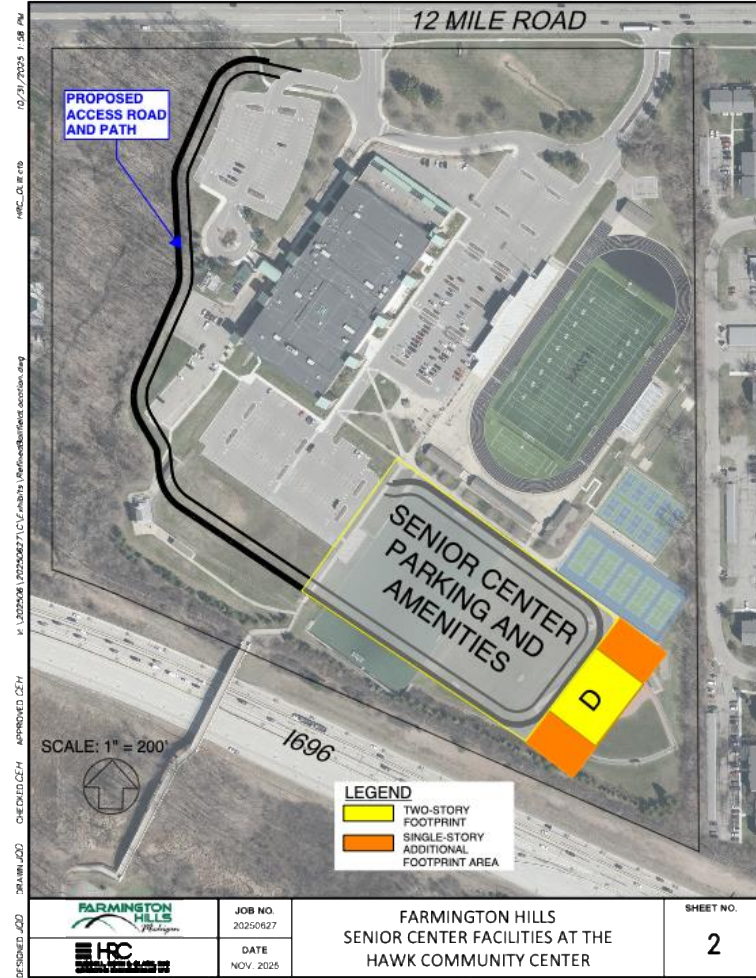 12 MILE ROAD
PROPOSED
ACCESS ROAD
AND PATH
SENIOR CENTER
PARKING AND
AMENITIES
D
I696
SCALE: 1" = 200'
LEGEND
TWO-STORY
FOOTPRINT
SINGLE-STORY
ADDITIONAL
FOOTPRINT AREA
10/31/2025 1:58 PM
APPROVED CEH
CHECKED CEH
DRAWN JOD
DESIGNED JOD
FARMINGTON
HILLS
Michigan
HRC
JOB NO.
20250627
DATE
NOV. 2025
FARMINGTON HILLS
SENIOR CENTER FACILITIES AT THE
HAWK COMMUNITY CENTER
SHEET NO.
2